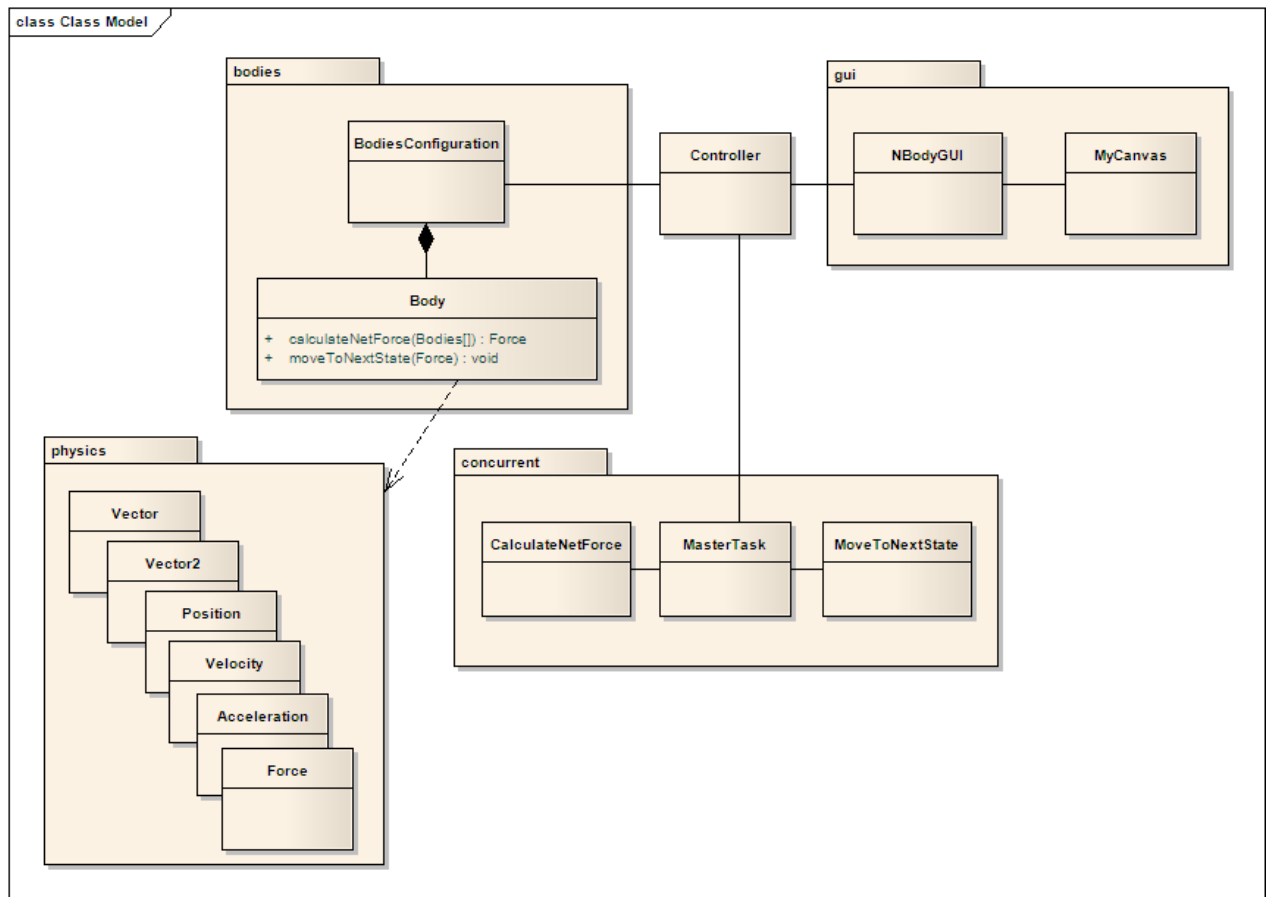 class Class Model
bodies
BodiesConfiguration
Body
+ calculateNetForce(Bodies[]) : Force
+ moveToNextState(Force) : void
Controller
gui
NBodyGUI
MyCanvas
physics
Vector
Vector2
Position
Velocity
Acceleration
Force
concurrent
CalculateNetForce
MasterTask
MoveToNextState